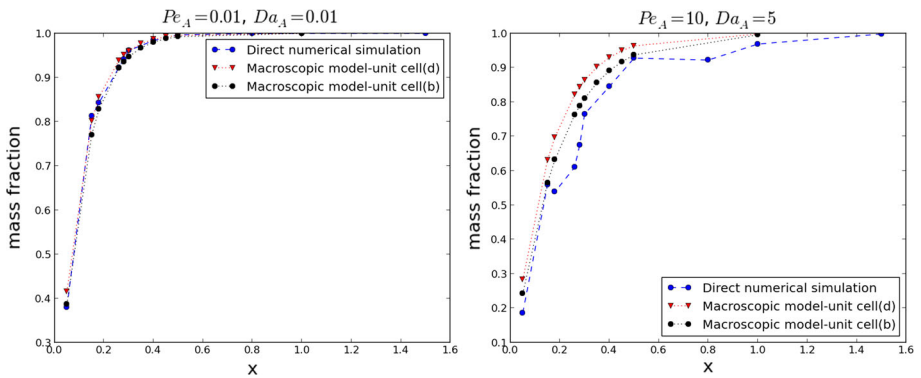 Pe_A=0.01, Da_A=0.01
mass fraction
1.0
0.9
0.8
0.7
0.6
0.5
0.4
0.3
0.0 0.2 0.4 0.6 0.8 1.0 1.2 1.4 1.6
x
Direct numerical simulation
Macroscopic model-unit cell(d)
Macroscopic model-unit cell(b)
Pe_A=10, Da_A=5
mass fraction
1.0
0.9
0.8
0.7
0.6
0.5
0.4
0.3
0.2
0.1
0.0 0.2 0.4 0.6 0.8 1.0 1.2 1.4 1.6
x
Direct numerical simulation
Macroscopic model-unit cell(d)
Macroscopic model-unit cell(b)